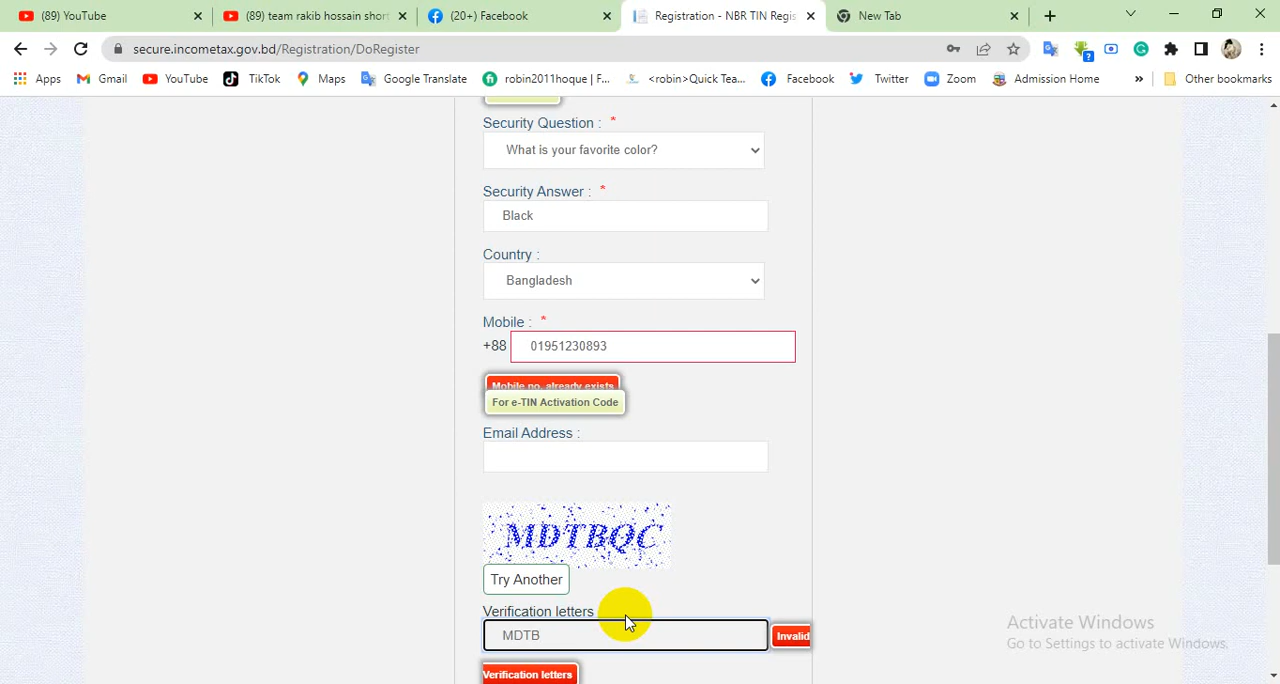 (89) YouTube
(89) team rakib hossain short
(20+) Facebook
Registration - NBR TIN Regis
New Tab
secure.incometax.gov.bd/Registration/DoRegister
Apps
Gmail
YouTube
TikTok
Maps
Google Translate
robin2011hoque | F...
<robin>Quick Tea...
Facebook
Twitter
Zoom
Admission Home
»
Other bookmarks
Security Question : *
What is your favorite color?
Security Answer : *
Black
Country :
Bangladesh
Mobile : *
+88 01951230893
Mobile no. already exists
For e-TIN Activation Code
Email Address :
MDTBQC
Try Another
Verification letters
MDTB
Invalid
Verification letters
Activate Windows
Go to Settings to activate Windows.